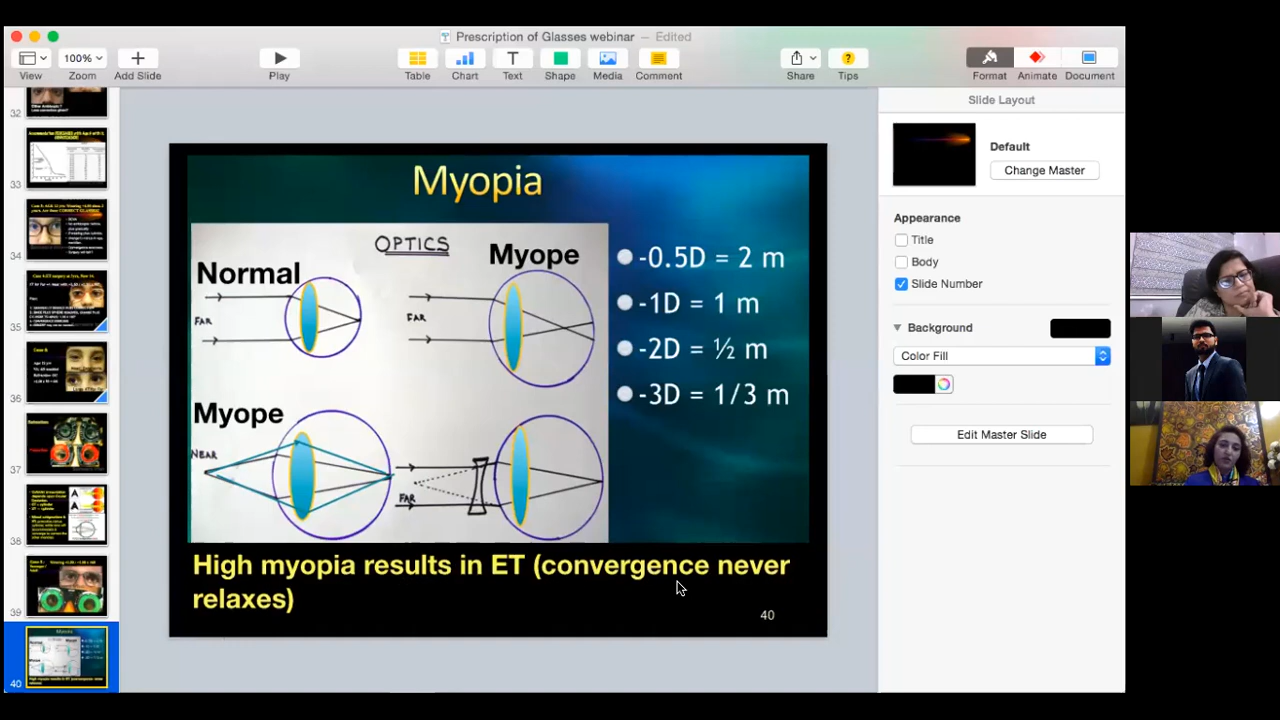 Prescription of Glasses webinar — Edited
100%
View
Zoom
Add Slide
Play
Table
Chart
Text
Shape
Media
Comment
Share
Tips
Format
Animate
Document
32
33
34
35
36
37
38
39
40
Myopia
OPTICS
Normal
Myope
FAR
FAR
Myope
NEAR
FAR
-0.5D = 2 m
-1D = 1 m
-2D = ½ m
-3D = 1/3 m
High myopia results in ET (convergence never
relaxes)
40
Slide Layout
Default
Change Master
Appearance
Title
Body
Slide Number
Background
Color Fill
Edit Master Slide